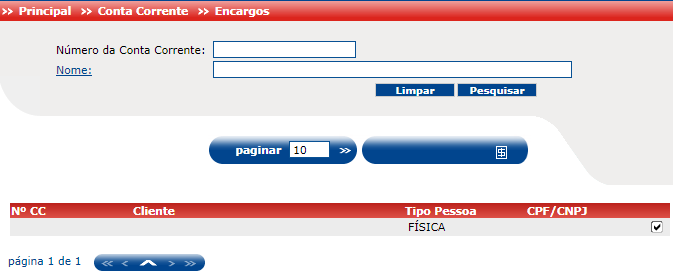 >> Principal >> Conta Corrente >> Encargos
Número da Conta Corrente:
Nome:
Limpar Pesquisar
paginar 10 >> $
Nº CC Cliente Tipo Pessoa CPF/CNPJ
FÍSICA
página 1 de 1 << < > >>